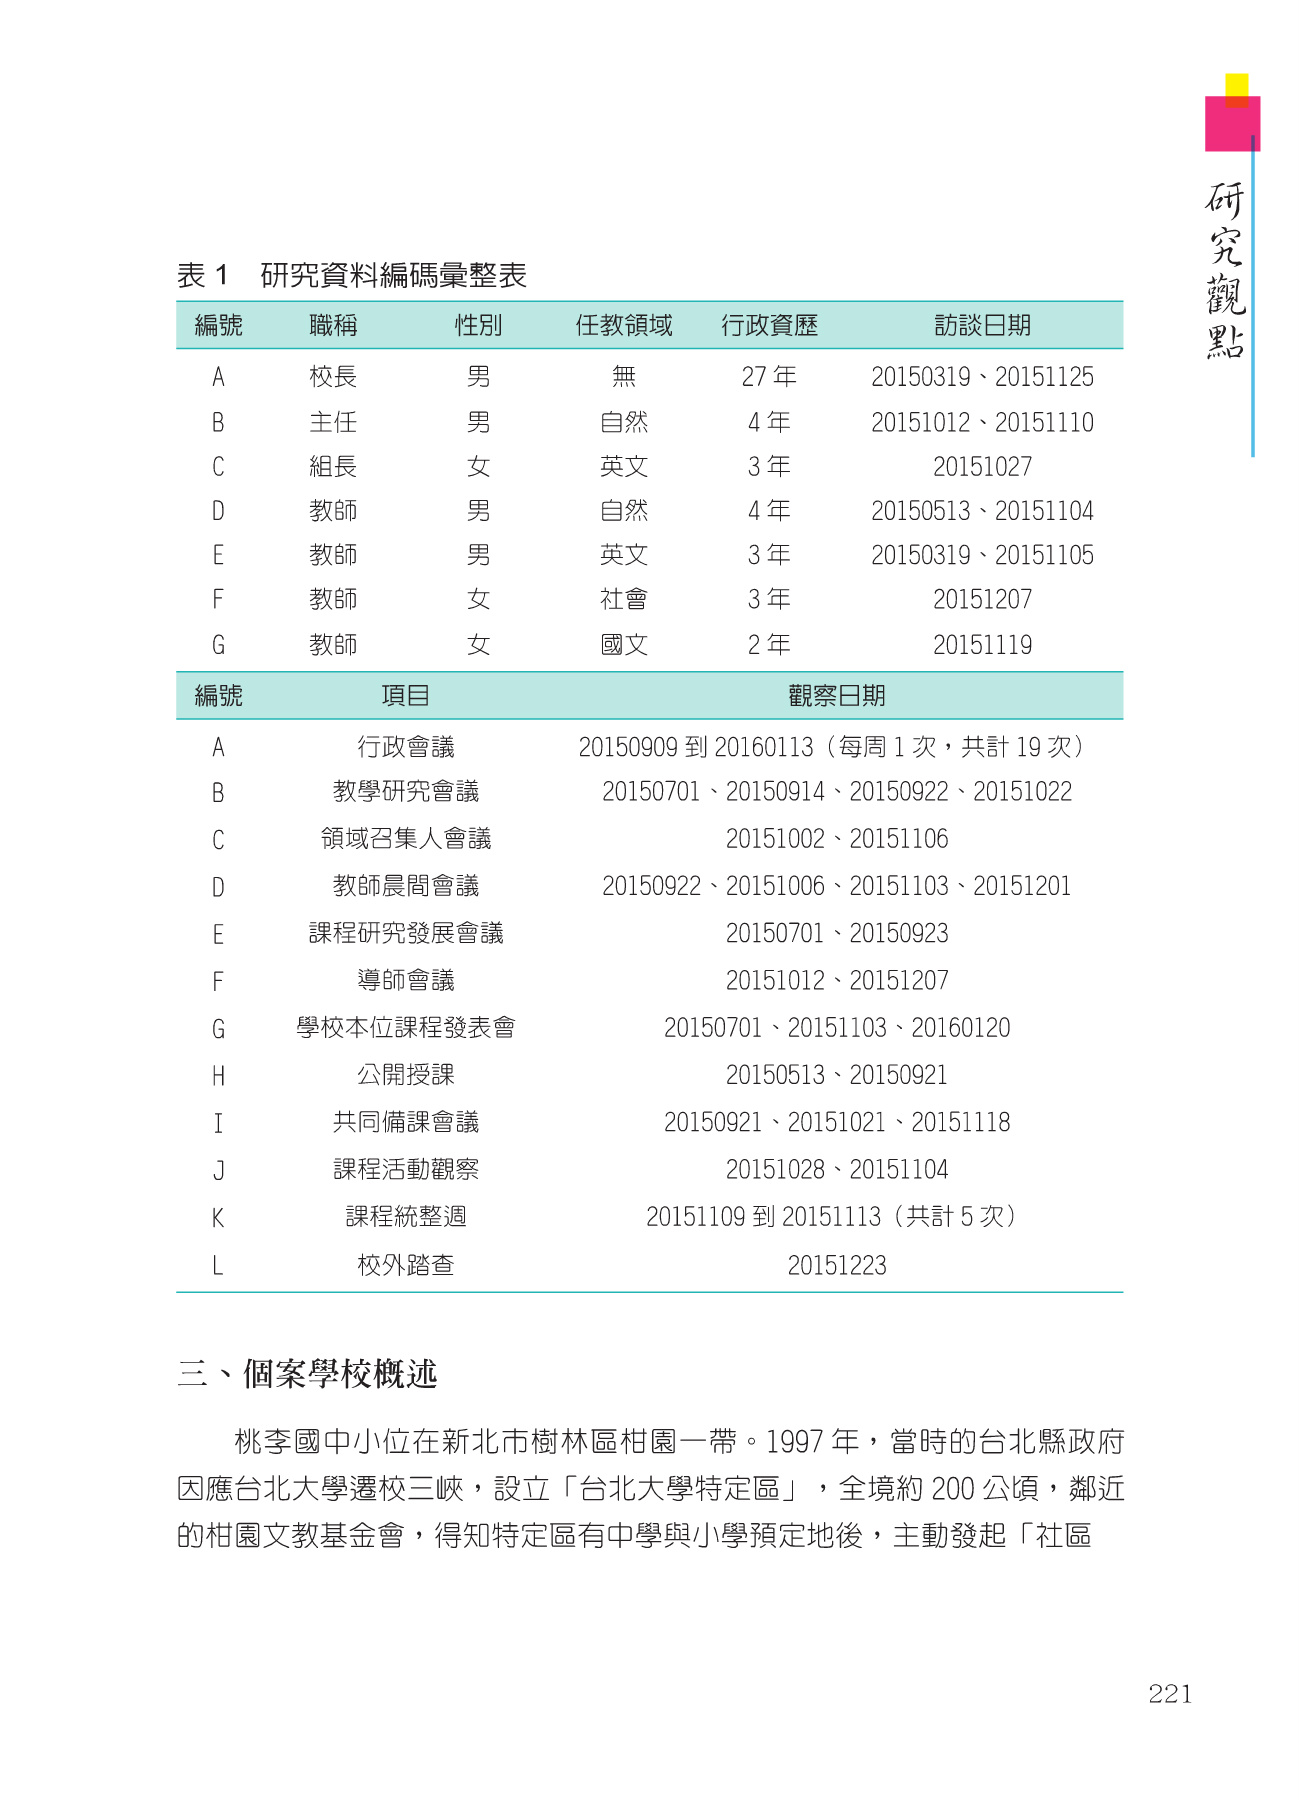 研究觀點
表 1　研究資料編碼彙整表
編號 職稱 性別 任教領域 行政資歷 訪談日期
A 校長 男 無 27 年 20150319、20151125
B 主任 男 自然 4 年 20151012、20151110
C 組長 女 英文 3 年 20151027
D 教師 男 自然 4 年 20150513、20151104
E 教師 男 英文 3 年 20150319、20151105
F 教師 女 社會 3 年 20151207
G 教師 女 國文 2 年 20151119
編號 項目 觀察日期
A 行政會議 20150909 到 20160113（每周 1 次，共計 19 次）
B 教學研究會議 20150701、20150914、20150922、20151022
C 領域召集人會議 20151002、20151106
D 教師晨間會議 20150922、20151006、20151103、20151201
E 課程研究發展會議 20150701、20150923
F 導師會議 20151012、20151207
G 學校本位課程發表會 20150701、20151103、20160120
H 公開授課 20150513、20150921
I 共同備課會議 20150921、20151021、20151118
J 課程活動觀察 20151028、20151104
K 課程統整週 20151109 到 20151113（共計 5 次）
L 校外踏查 20151223
三、個案學校概述
桃李國中小位在新北市樹林區柑園一帶。1997 年，當時的台北縣政府
因應台北大學遷校三峽，設立「台北大學特定區」，全境約 200 公頃，鄰近
的柑園文教基金會，得知特定區有中學與小學預定地後，主動發起「社區
221